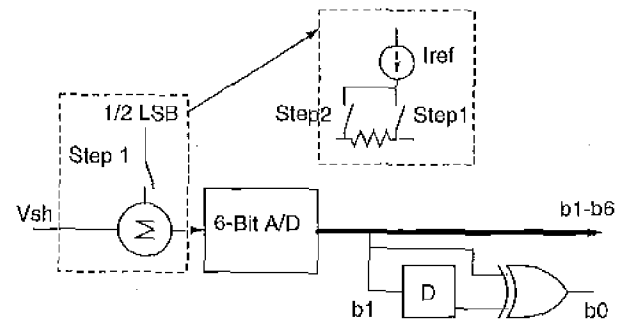 Iref
1/2 LSB
Step2
Step1
Step 1
Vsh
Σ
6-Bit A/D
b1-b6
b1
D
b0